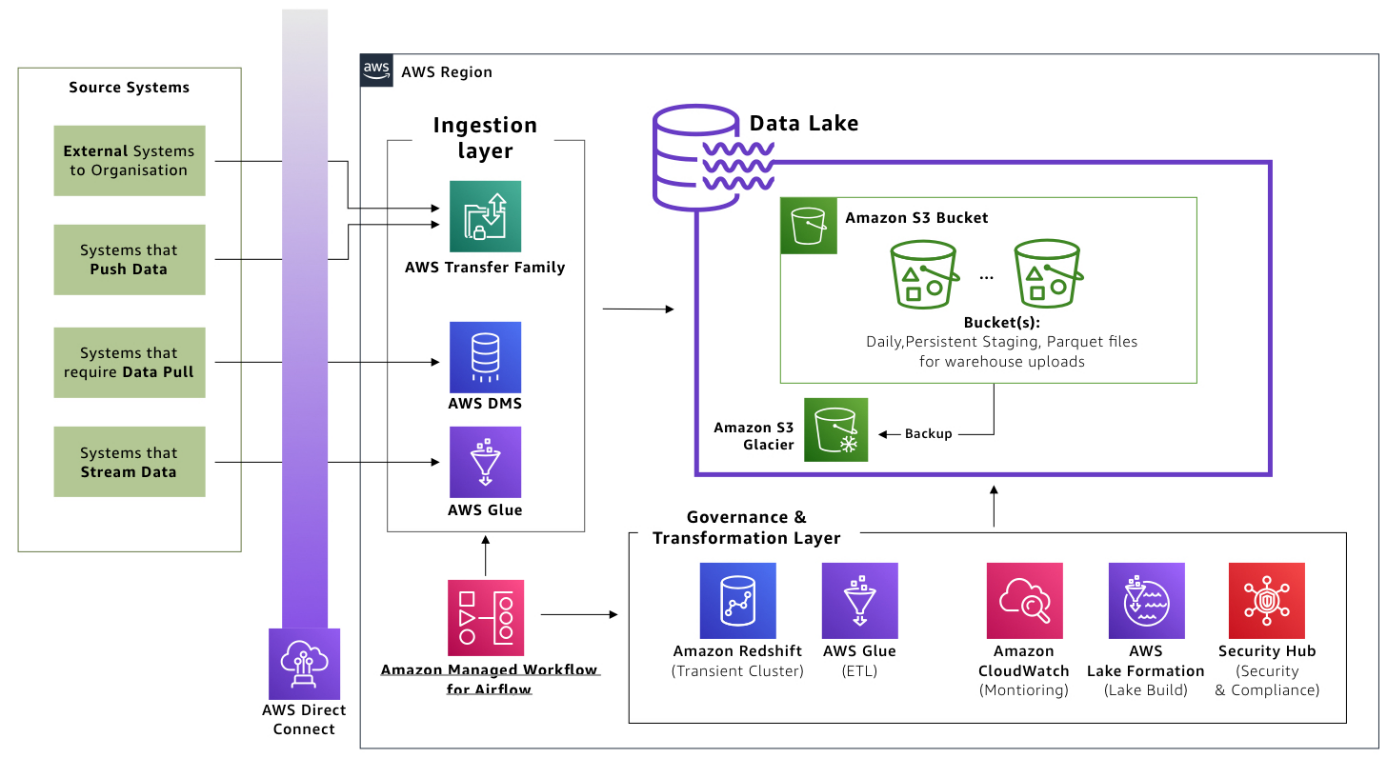 aws
AWS Region
Source Systems
External Systems
to Organisation
Systems that
Push Data
Systems that
require Data Pull
Systems that
Stream Data
AWS Direct
Connect
Ingestion
layer
AWS Transfer Family
AWS DMS
AWS Glue
Amazon Managed Workflow
for Airflow
Data Lake
Amazon S3 Bucket
...
Bucket(s):
Daily,Persistent Staging, Parquet files
for warehouse uploads
Amazon S3
Glacier
Backup
Governance &
Transformation Layer
Amazon Redshift
(Transient Cluster)
AWS Glue
(ETL)
Amazon
CloudWatch
(Montioring)
AWS
Lake Formation
(Lake Build)
Security Hub
(Security
& Compliance)